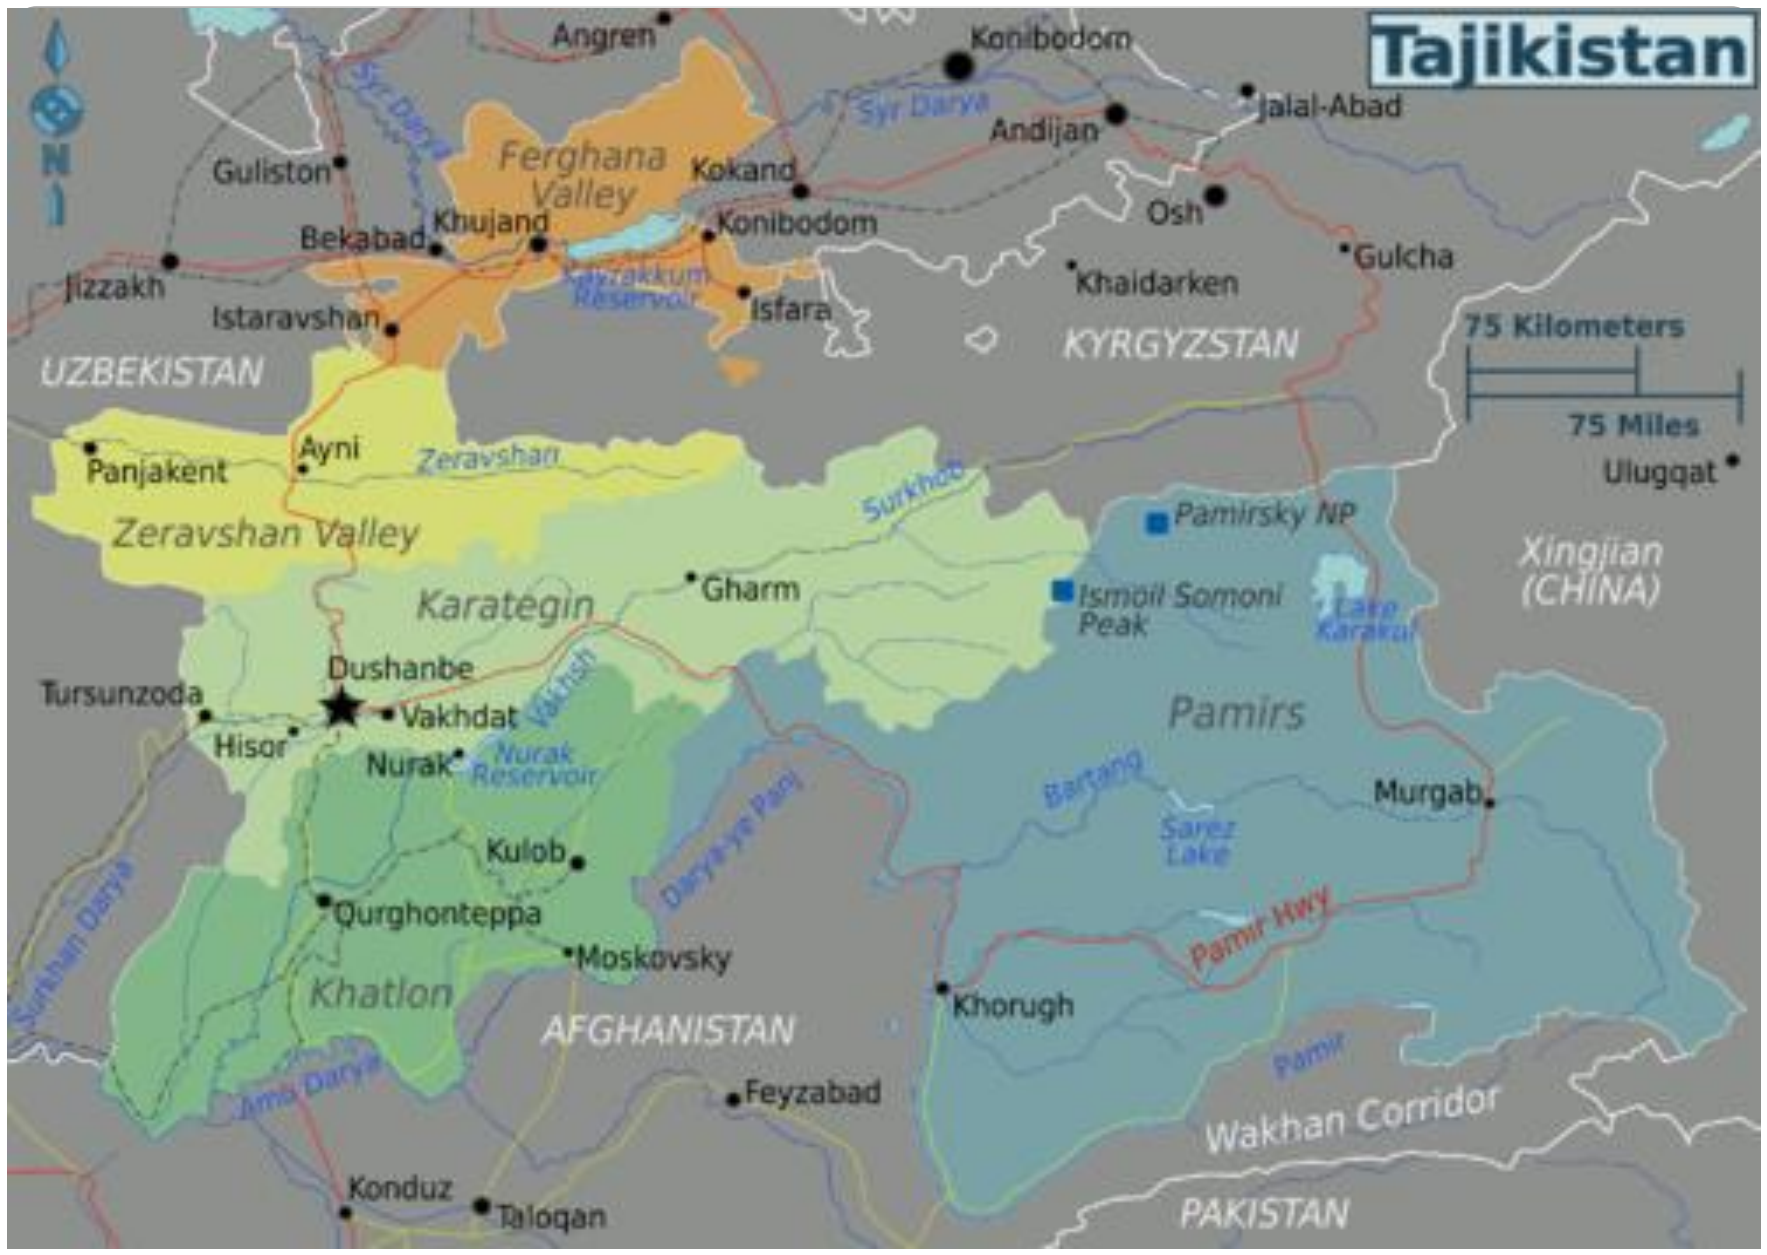 Tajikistan
Angren
Konibodom
Syr Darya
Syr Darya
Jalal-Abad
Andijan
Guliston
Ferghana
Valley
Kokand
Osh
Khujand
Konibodom
Bekabad
Gulcha
Jizzakh
Kayzakkum
Reservoir
Khaidarken
Isfara
Istaravshan
75 Kilometers
KYRGYZSTAN
UZBEKISTAN
75 Miles
Ayni
Zeravshan
Panjakent
Ulugqat
Surkhob
Pamirsky NP
Zeravshan Valley
Xingjian
(CHINA)
Gharm
Karategin
Ismoil Somoni
Peak
Lake
Karakul
Dushanbe
Tursunzoda
Vakhsh
Vakhdat
Pamirs
Hisor
Nurak
Nurak
Reservoir
Bartang
Murgab
Darya-ye Panj
Sarez
Lake
Kulob
Surkhan Darya
Qurghonteppa
Pamir Hwy
Moskovsky
Khatlon
Khorugh
AFGHANISTAN
Pamir
Amu Darya
Feyzabad
Wakhan Corridor
Konduz
Taloqan
PAKISTAN
N